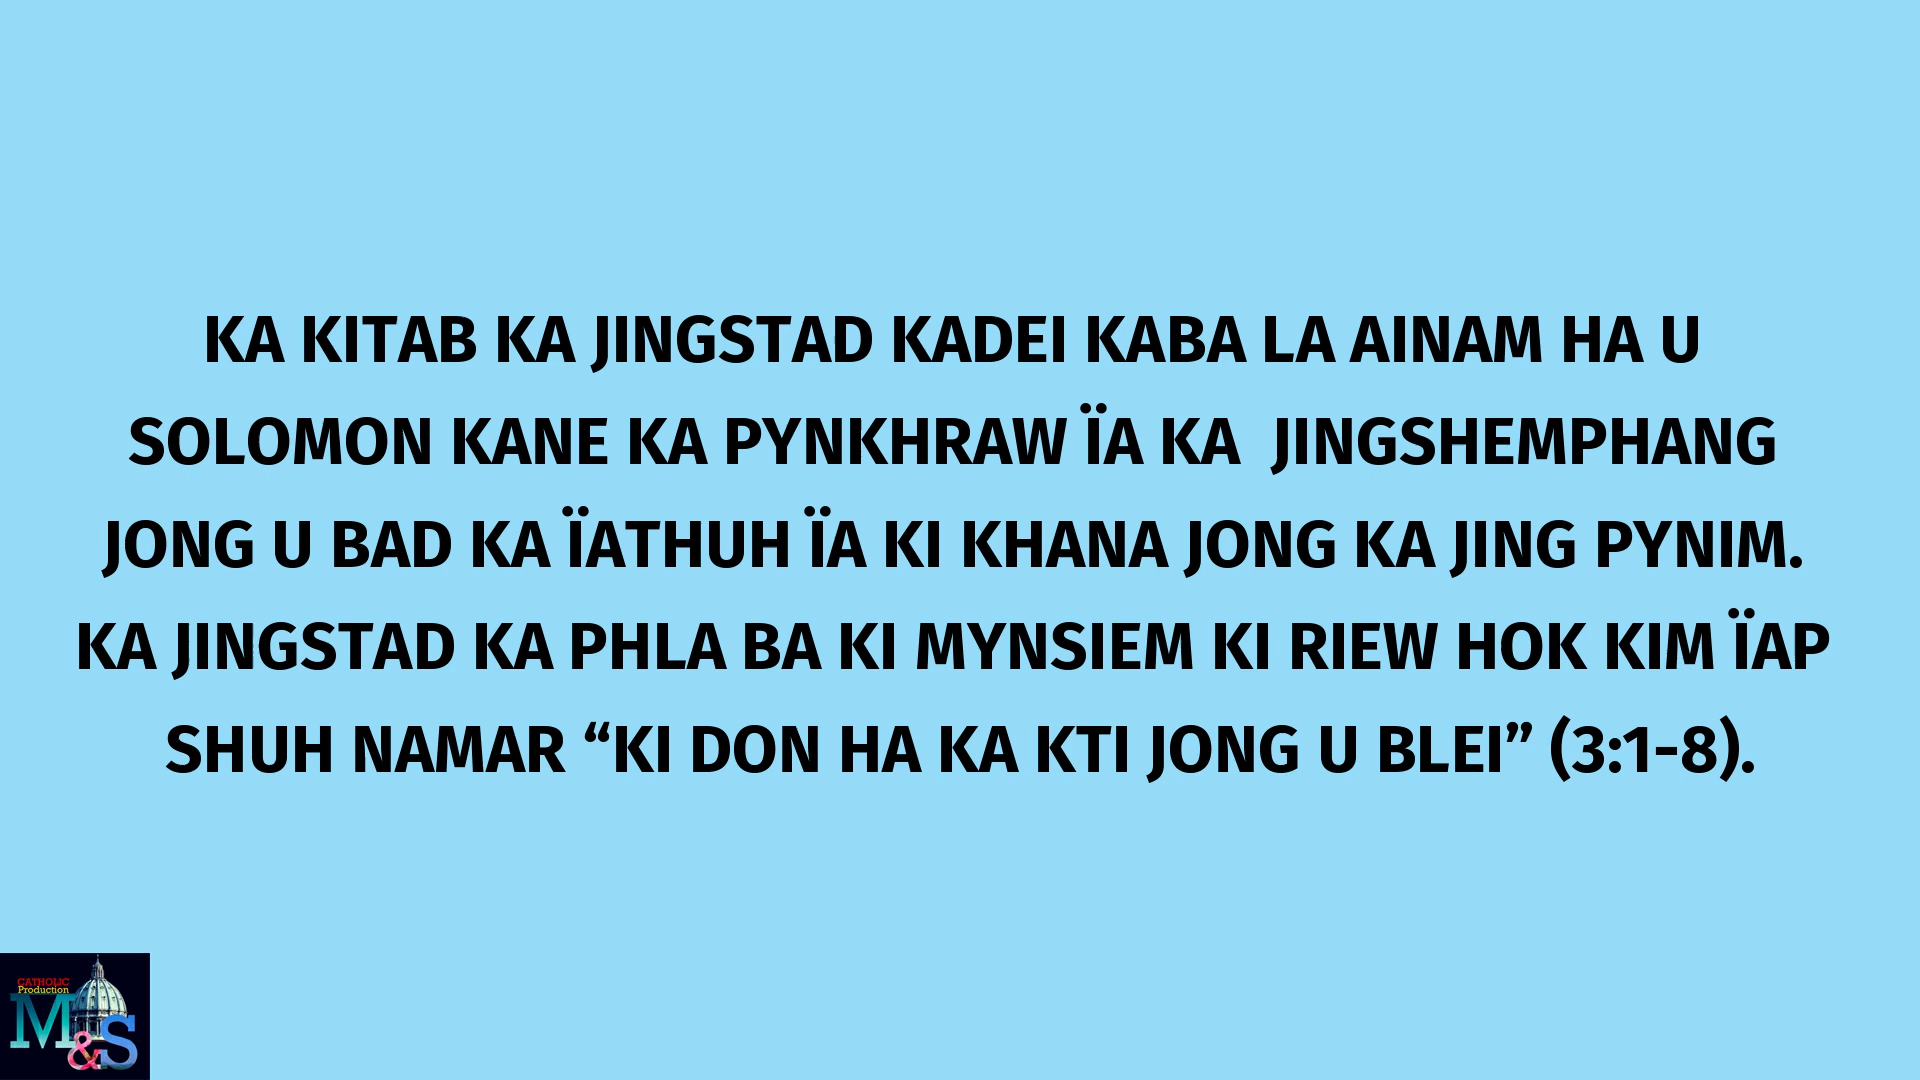 KA KITAB KA JINGSTAD KADEI KABA LA AINAM HA U
SOLOMON KANE KA PYNKHRAW ÏA KA  JINGSHEMPHANG
JONG U BAD KA ÏATHUH ÏA KI KHANA JONG KA JING PYNIM.
KA JINGSTAD KA PHLA BA KI MYNSIEM KI RIEW HOK KIM ÏAP
SHUH NAMAR “KI DON HA KA KTI JONG U BLEI” (3:1-8).
CATHOLIC
Production
M&S